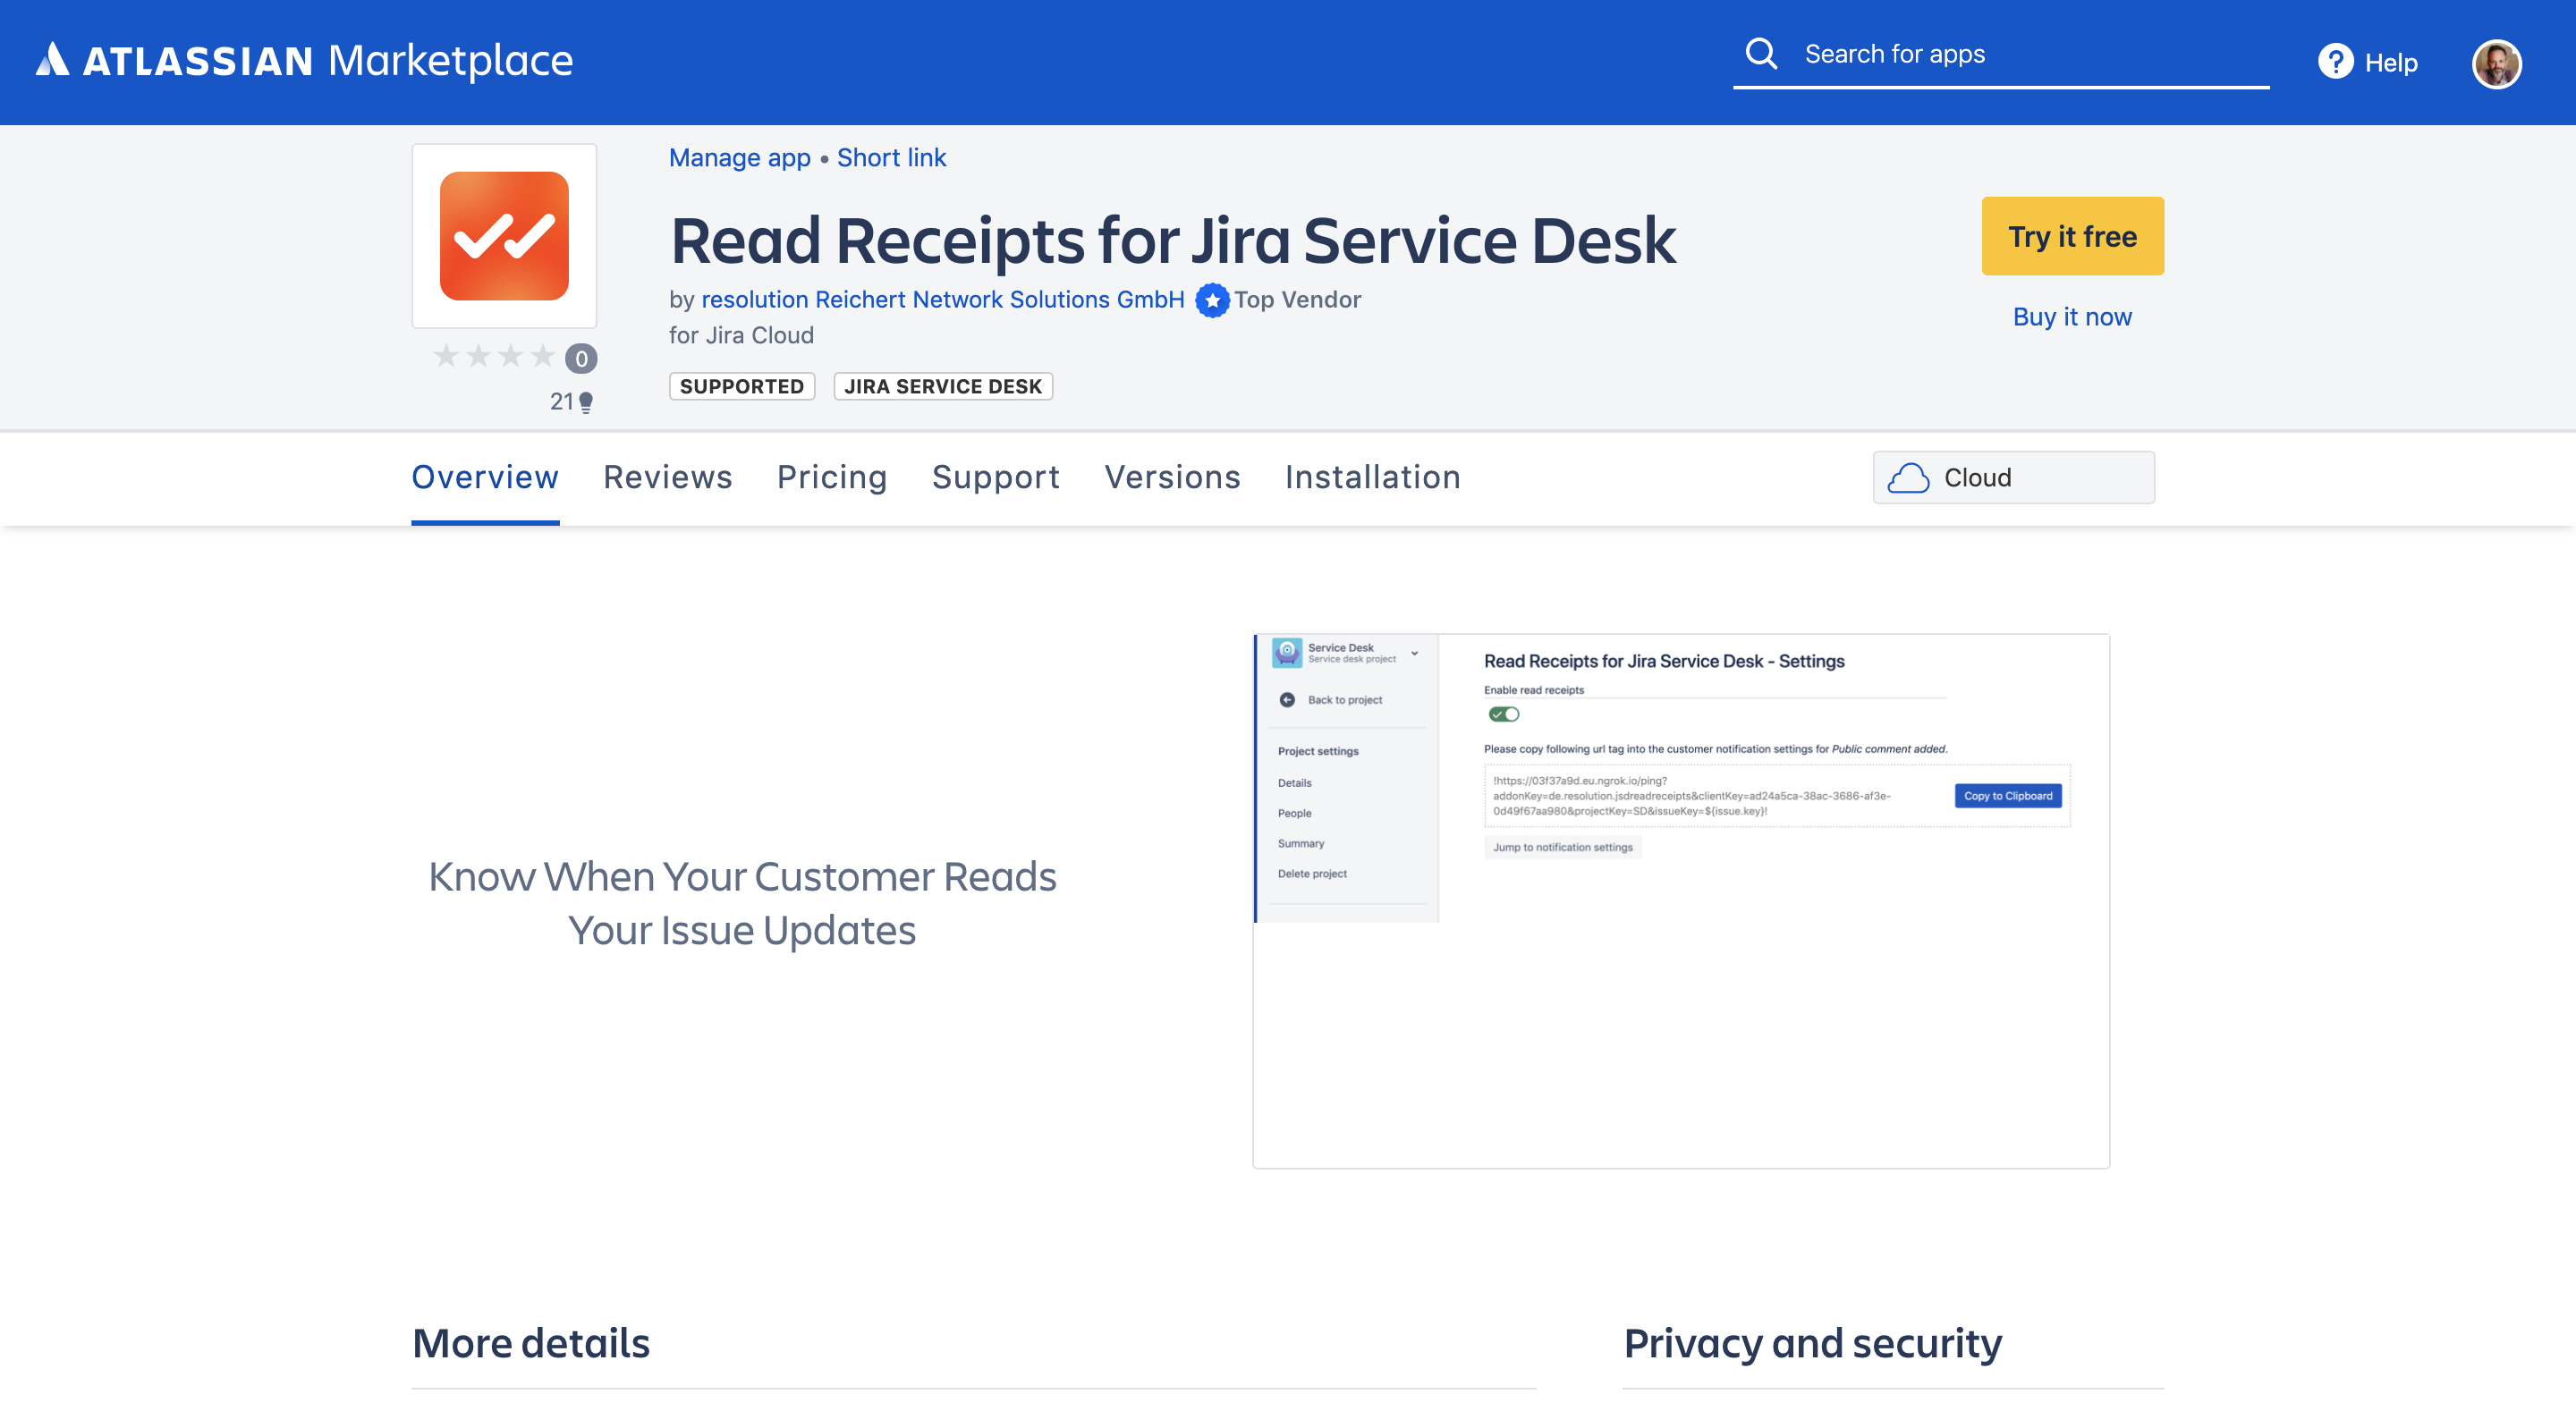 ATLASSIAN Marketplace
Search for apps
? Help
Manage app • Short link
Read Receipts for Jira Service Desk
by resolution Reichert Network Solutions GmbH Top Vendor
for Jira Cloud
0
21
SUPPORTED JIRA SERVICE DESK
Try it free
Buy it now
Overview Reviews Pricing Support Versions Installation
Cloud
Know When Your Customer Reads
Your Issue Updates
Service Desk
Service desk project
Back to project
Project settings
Details
People
Summary
Delete project
Read Receipts for Jira Service Desk - Settings
Enable read receipts
Please copy following url tag into the customer notification settings for Public comment added.
!https://03f37a9d.eu.ngrok.io/ping?
addonKey=de.resolution.jsdreadreceipts&clientKey=ad24a5ca-38ac-3686-af3e-
0d49f67aa980&projectKey=SD&issueKey=${issue.key}!
Copy to Clipboard
Jump to notification settings
More details
Privacy and security